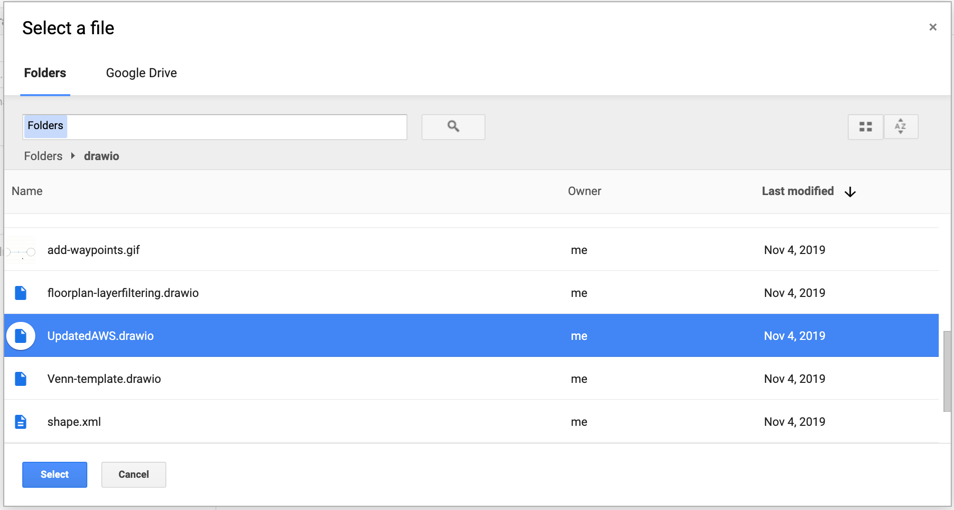 Select a file
×
Folders Google Drive
Folders
AZ
Folders drawio
Name Owner Last modified
add-waypoints.gif me Nov 4, 2019
floorplan-layerfiltering.drawio me Nov 4, 2019
UpdatedAWS.drawio me Nov 4, 2019
Venn-template.drawio me Nov 4, 2019
shape.xml me Nov 4, 2019
Select Cancel